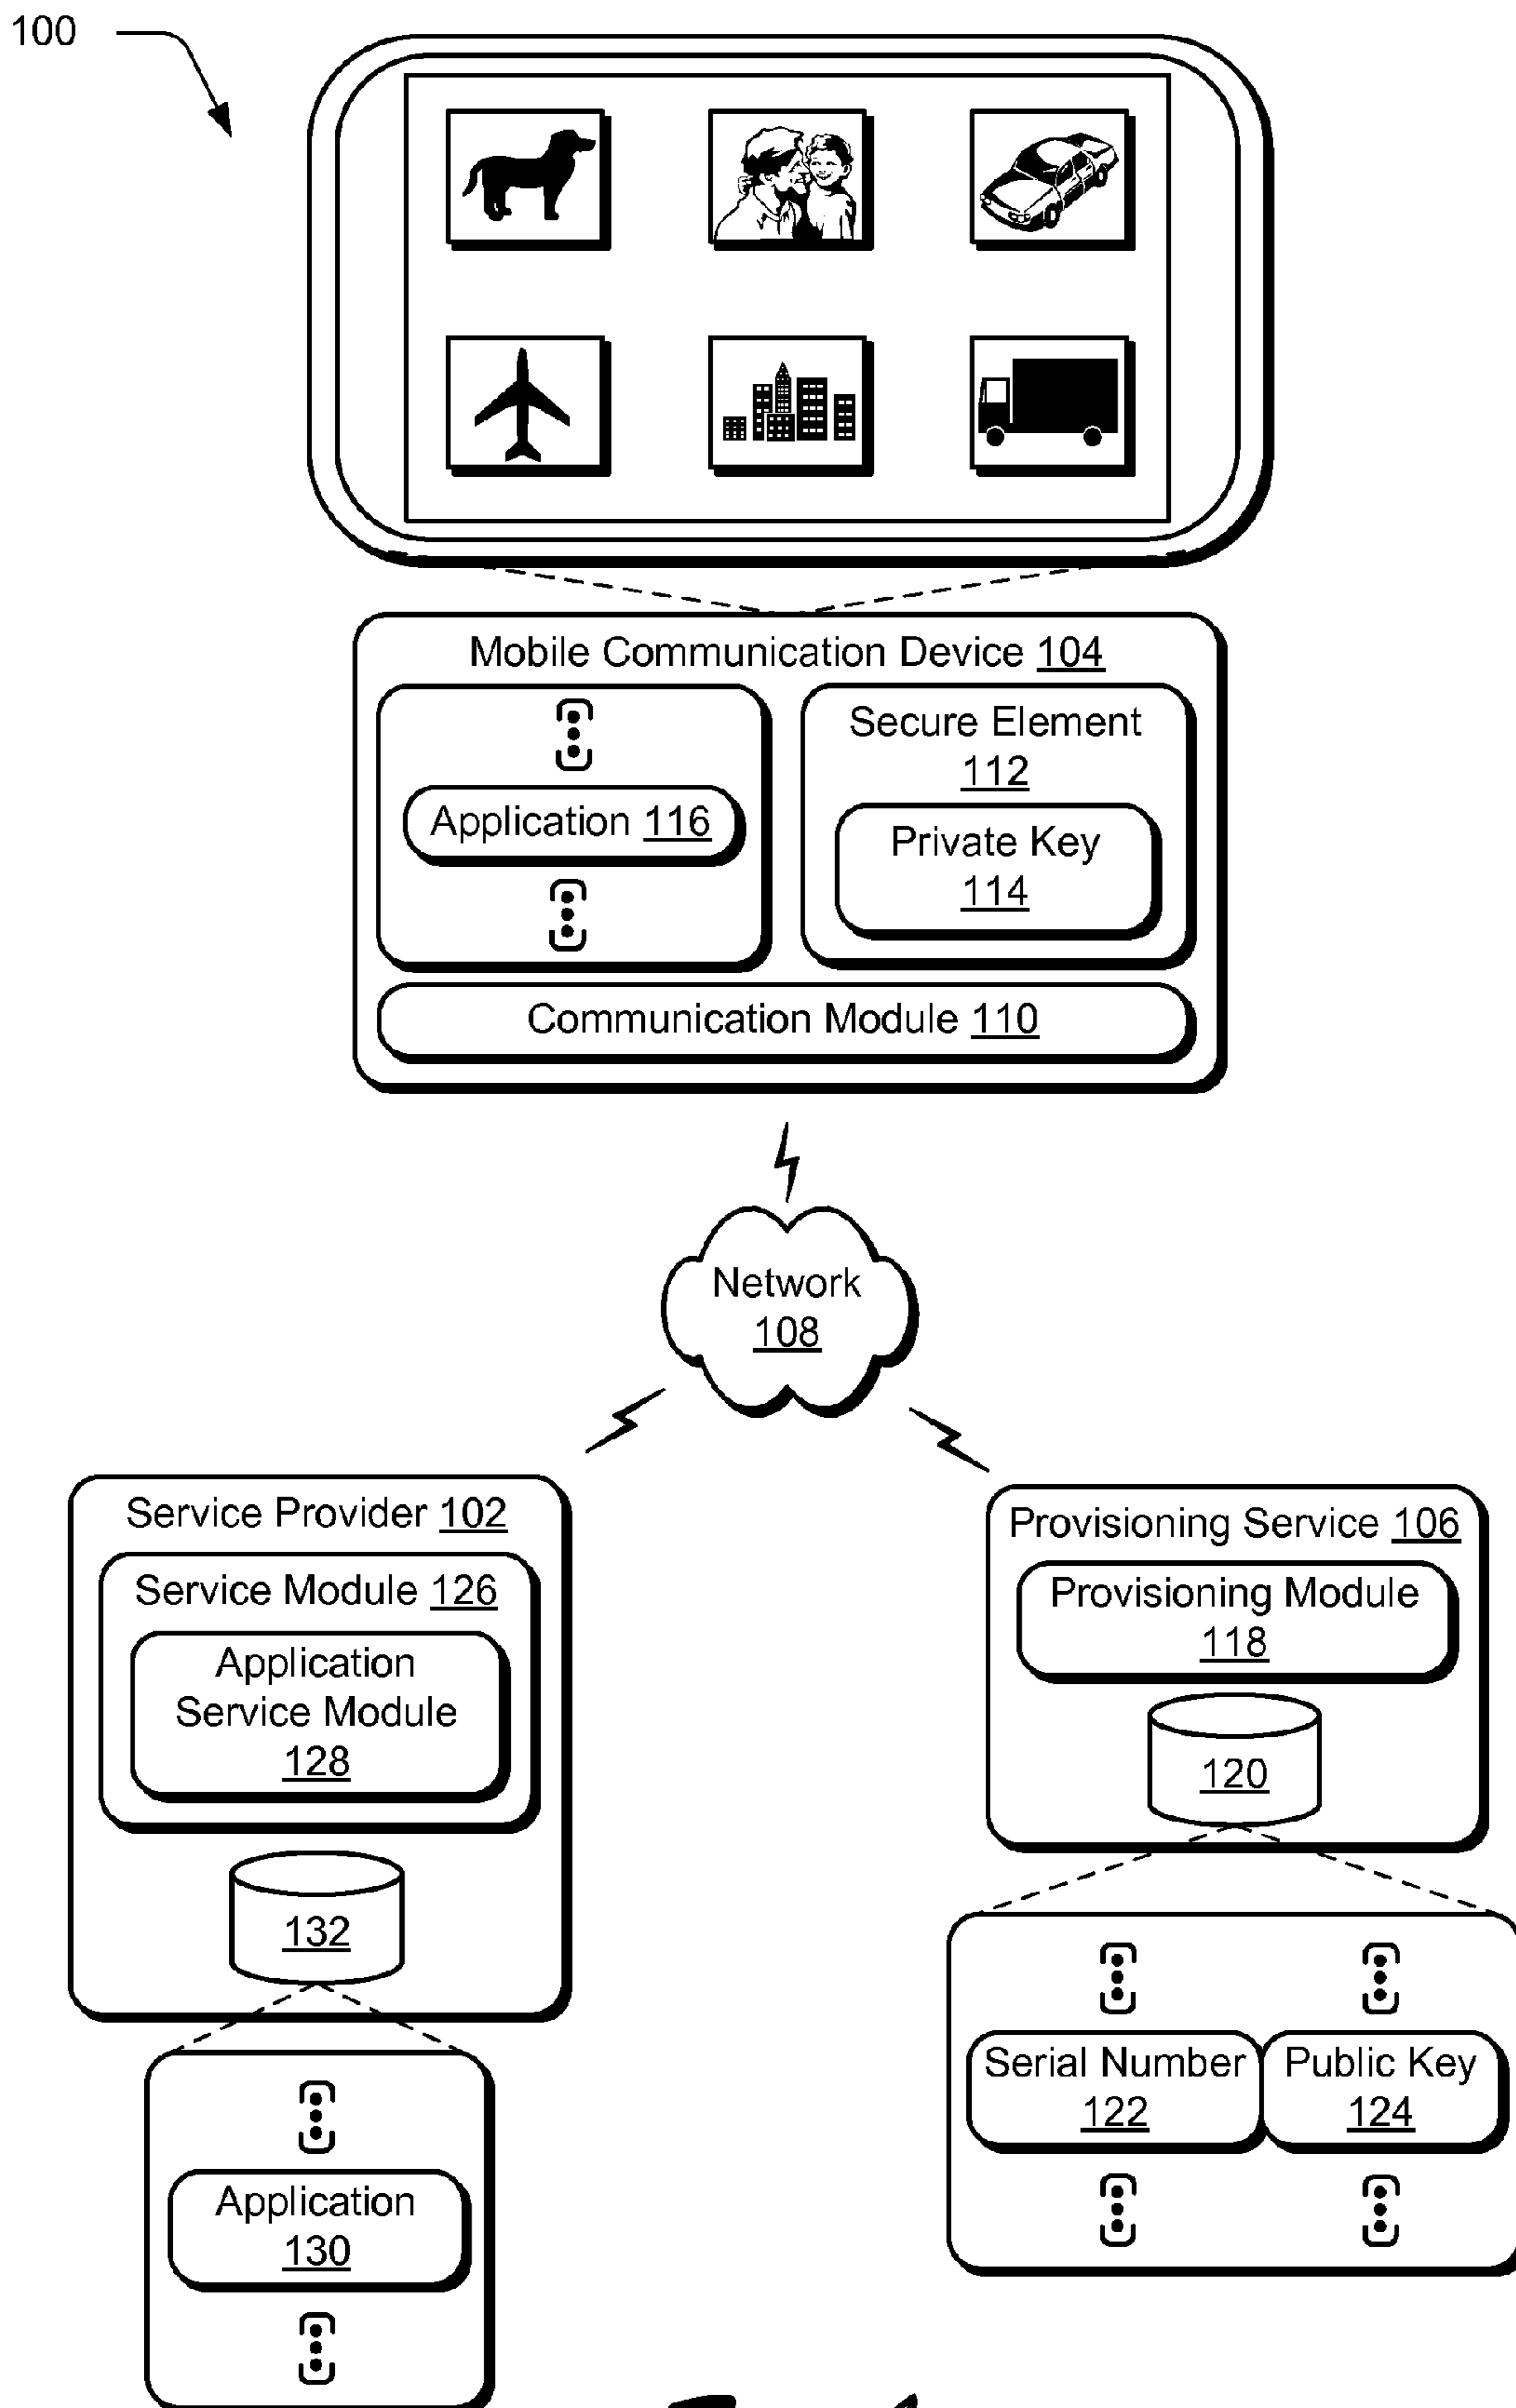 100
Mobile Communication Device 104
Application 116
Secure Element
112
Private Key
114
Communication Module 110
Network
108
Service Provider 102
Service Module 126
Application
Service Module
128
132
Application
130
Provisioning Service 106
Provisioning Module
118
120
Serial Number
122
Public Key
124